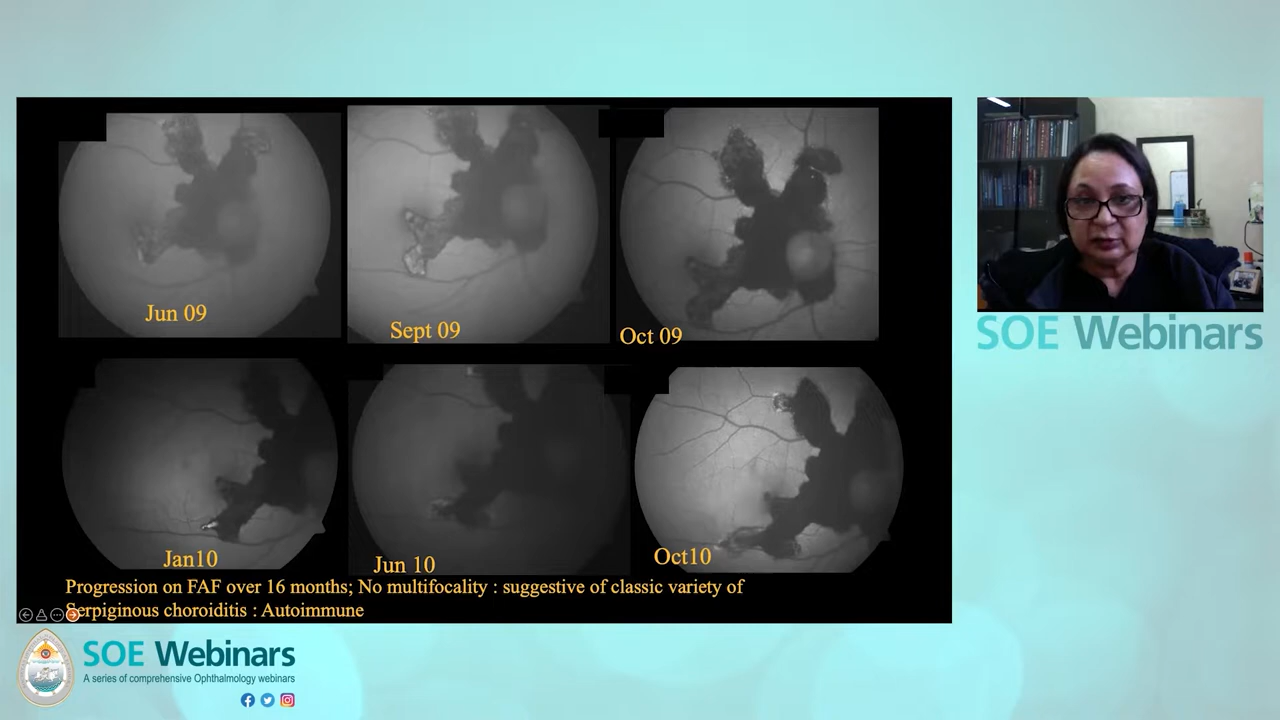 Jun 09
Sept 09
Oct 09
Jan10
Jun 10
Oct10
Progression on FAF over 16 months; No multifocality : suggestive of classic variety of
Serpiginous choroiditis : Autoimmune
SOE Webinars
SOE Webinars
A series of comprehensive Ophthalmology webinars